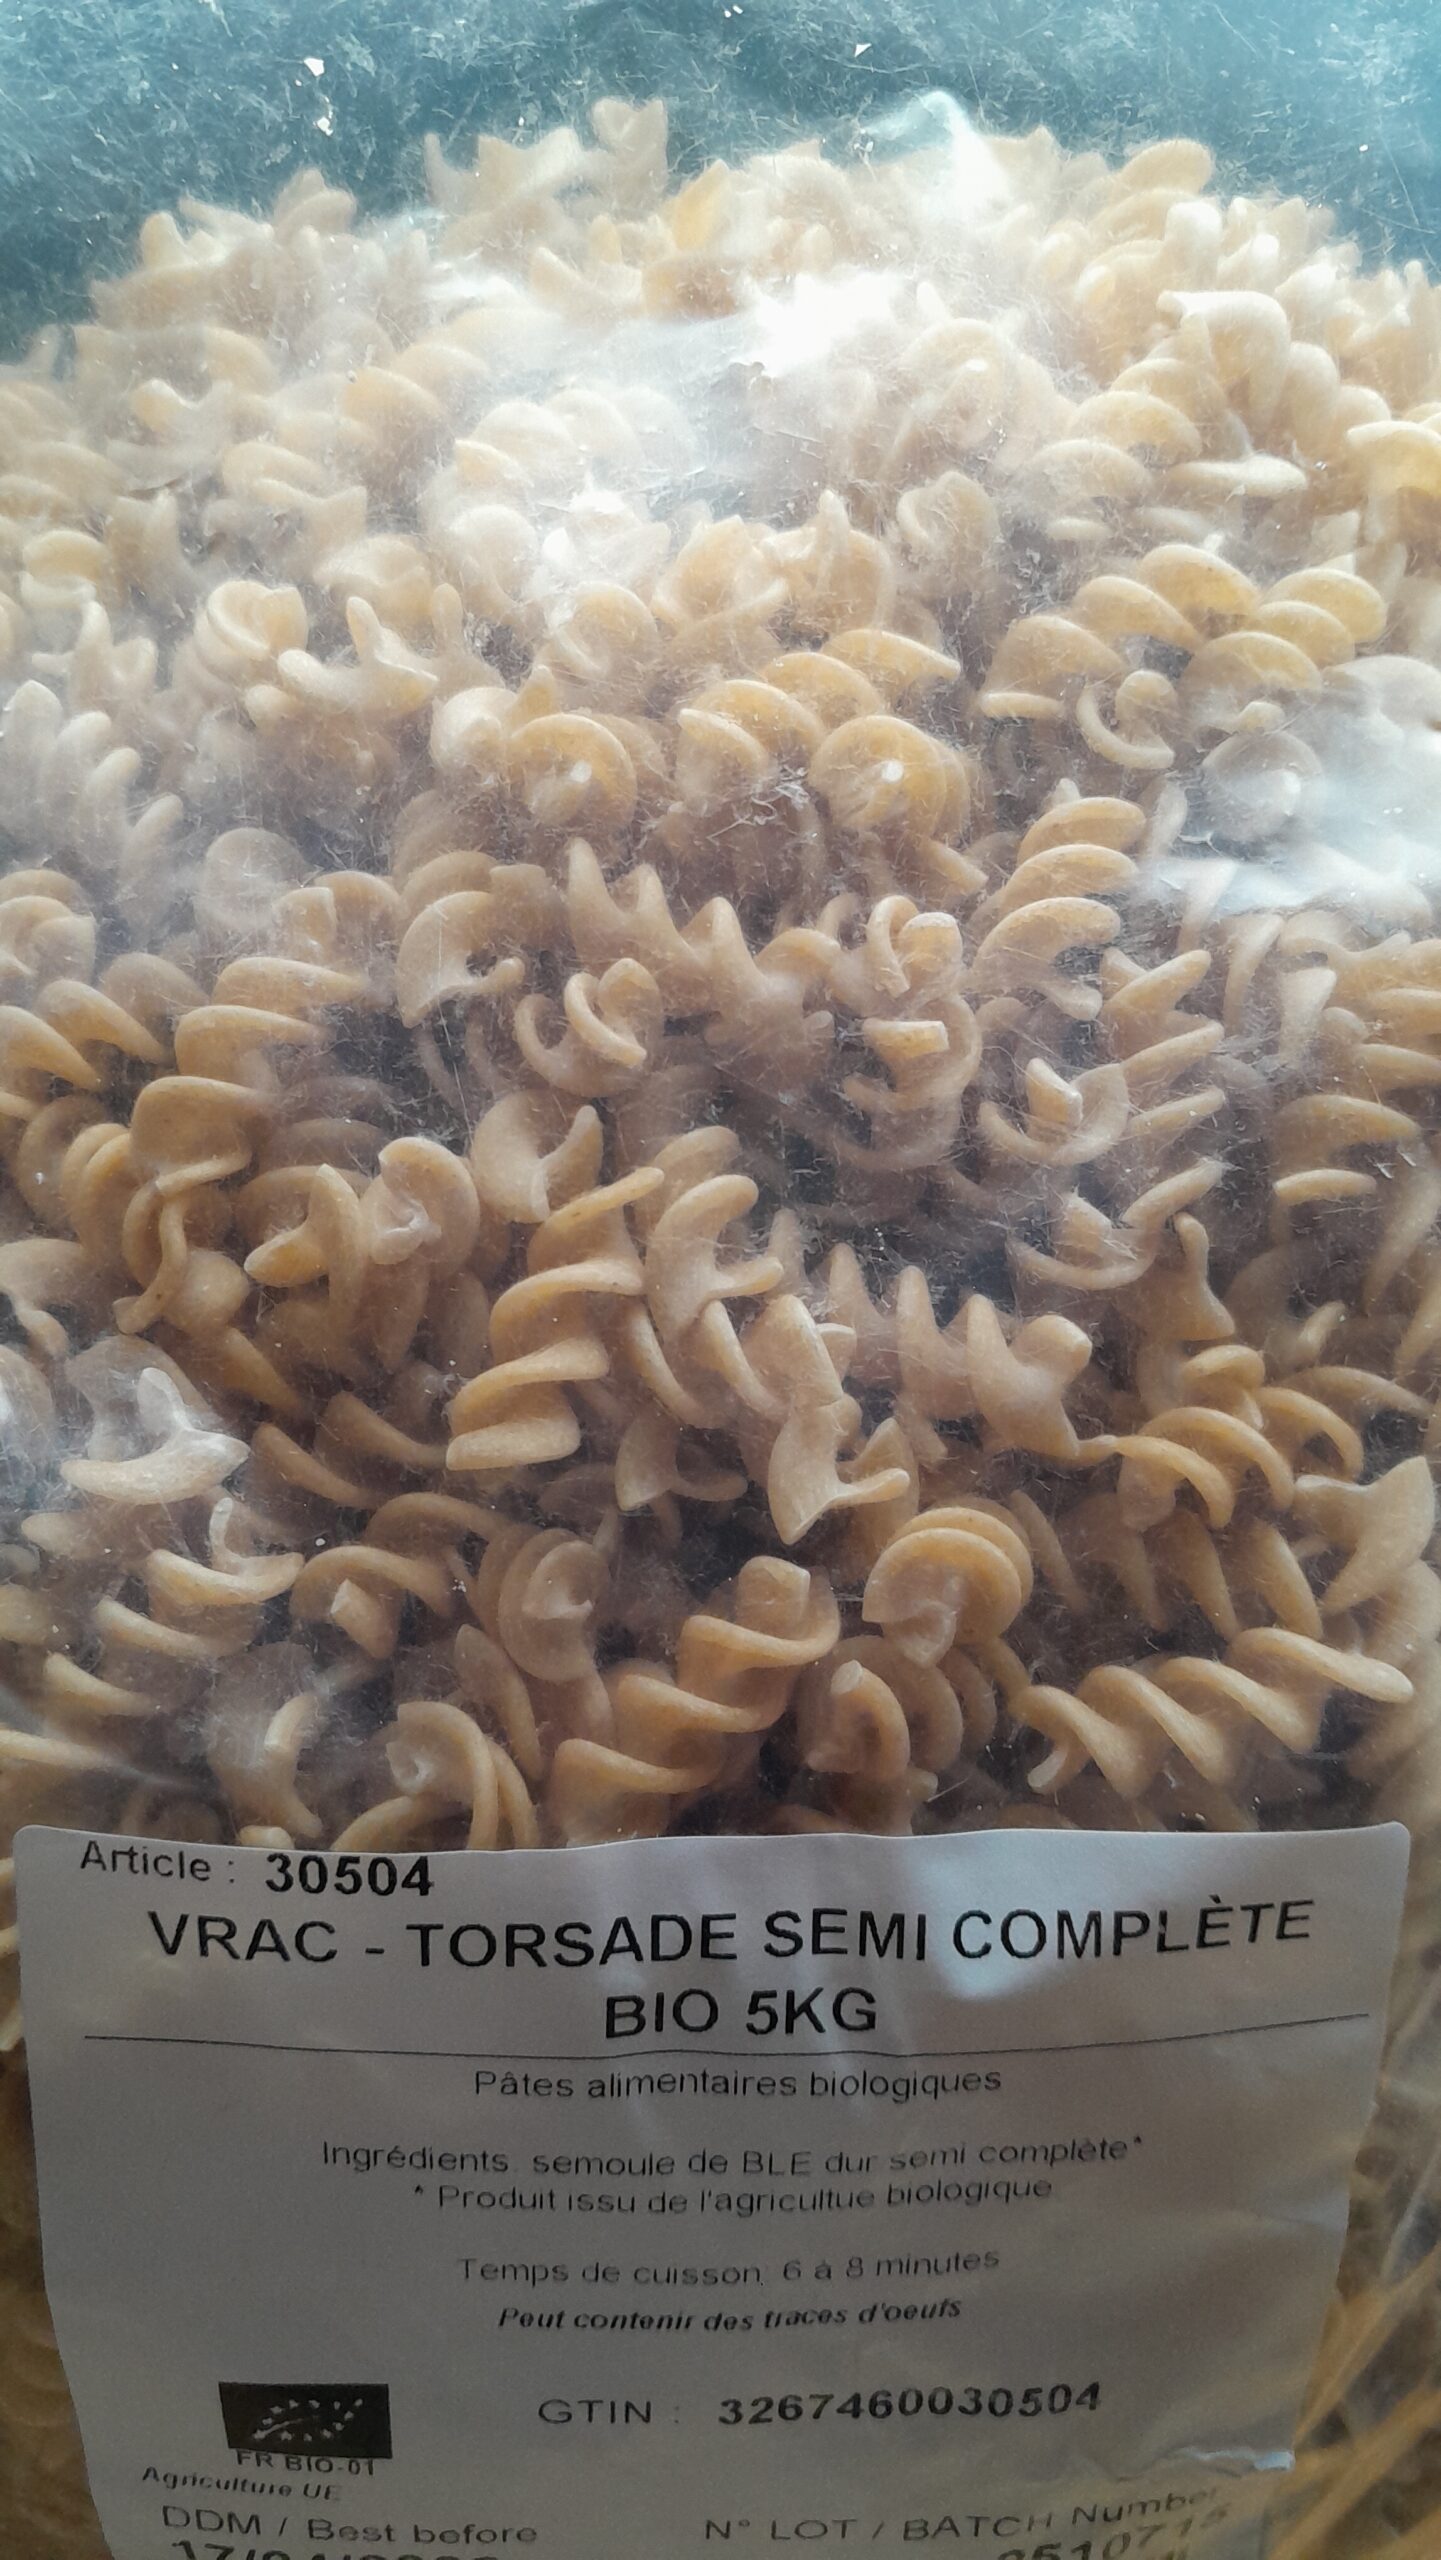 Article : 30504
VRAC - TORSADE SEMI COMPLÈTE
BIO 5KG
Pâtes alimentaires biologiques
Ingrédients semoule de BLE dur semi complète*
* Produit issu de l'agricultue biologique
Temps de cuisson: 6 à 8 minutes
Peut contenir des traces d'oeufs
GTIN : 3267460030504
FR BIO-01
Agriculture UE
DDM / Best before
N° LOT / BATCH Number